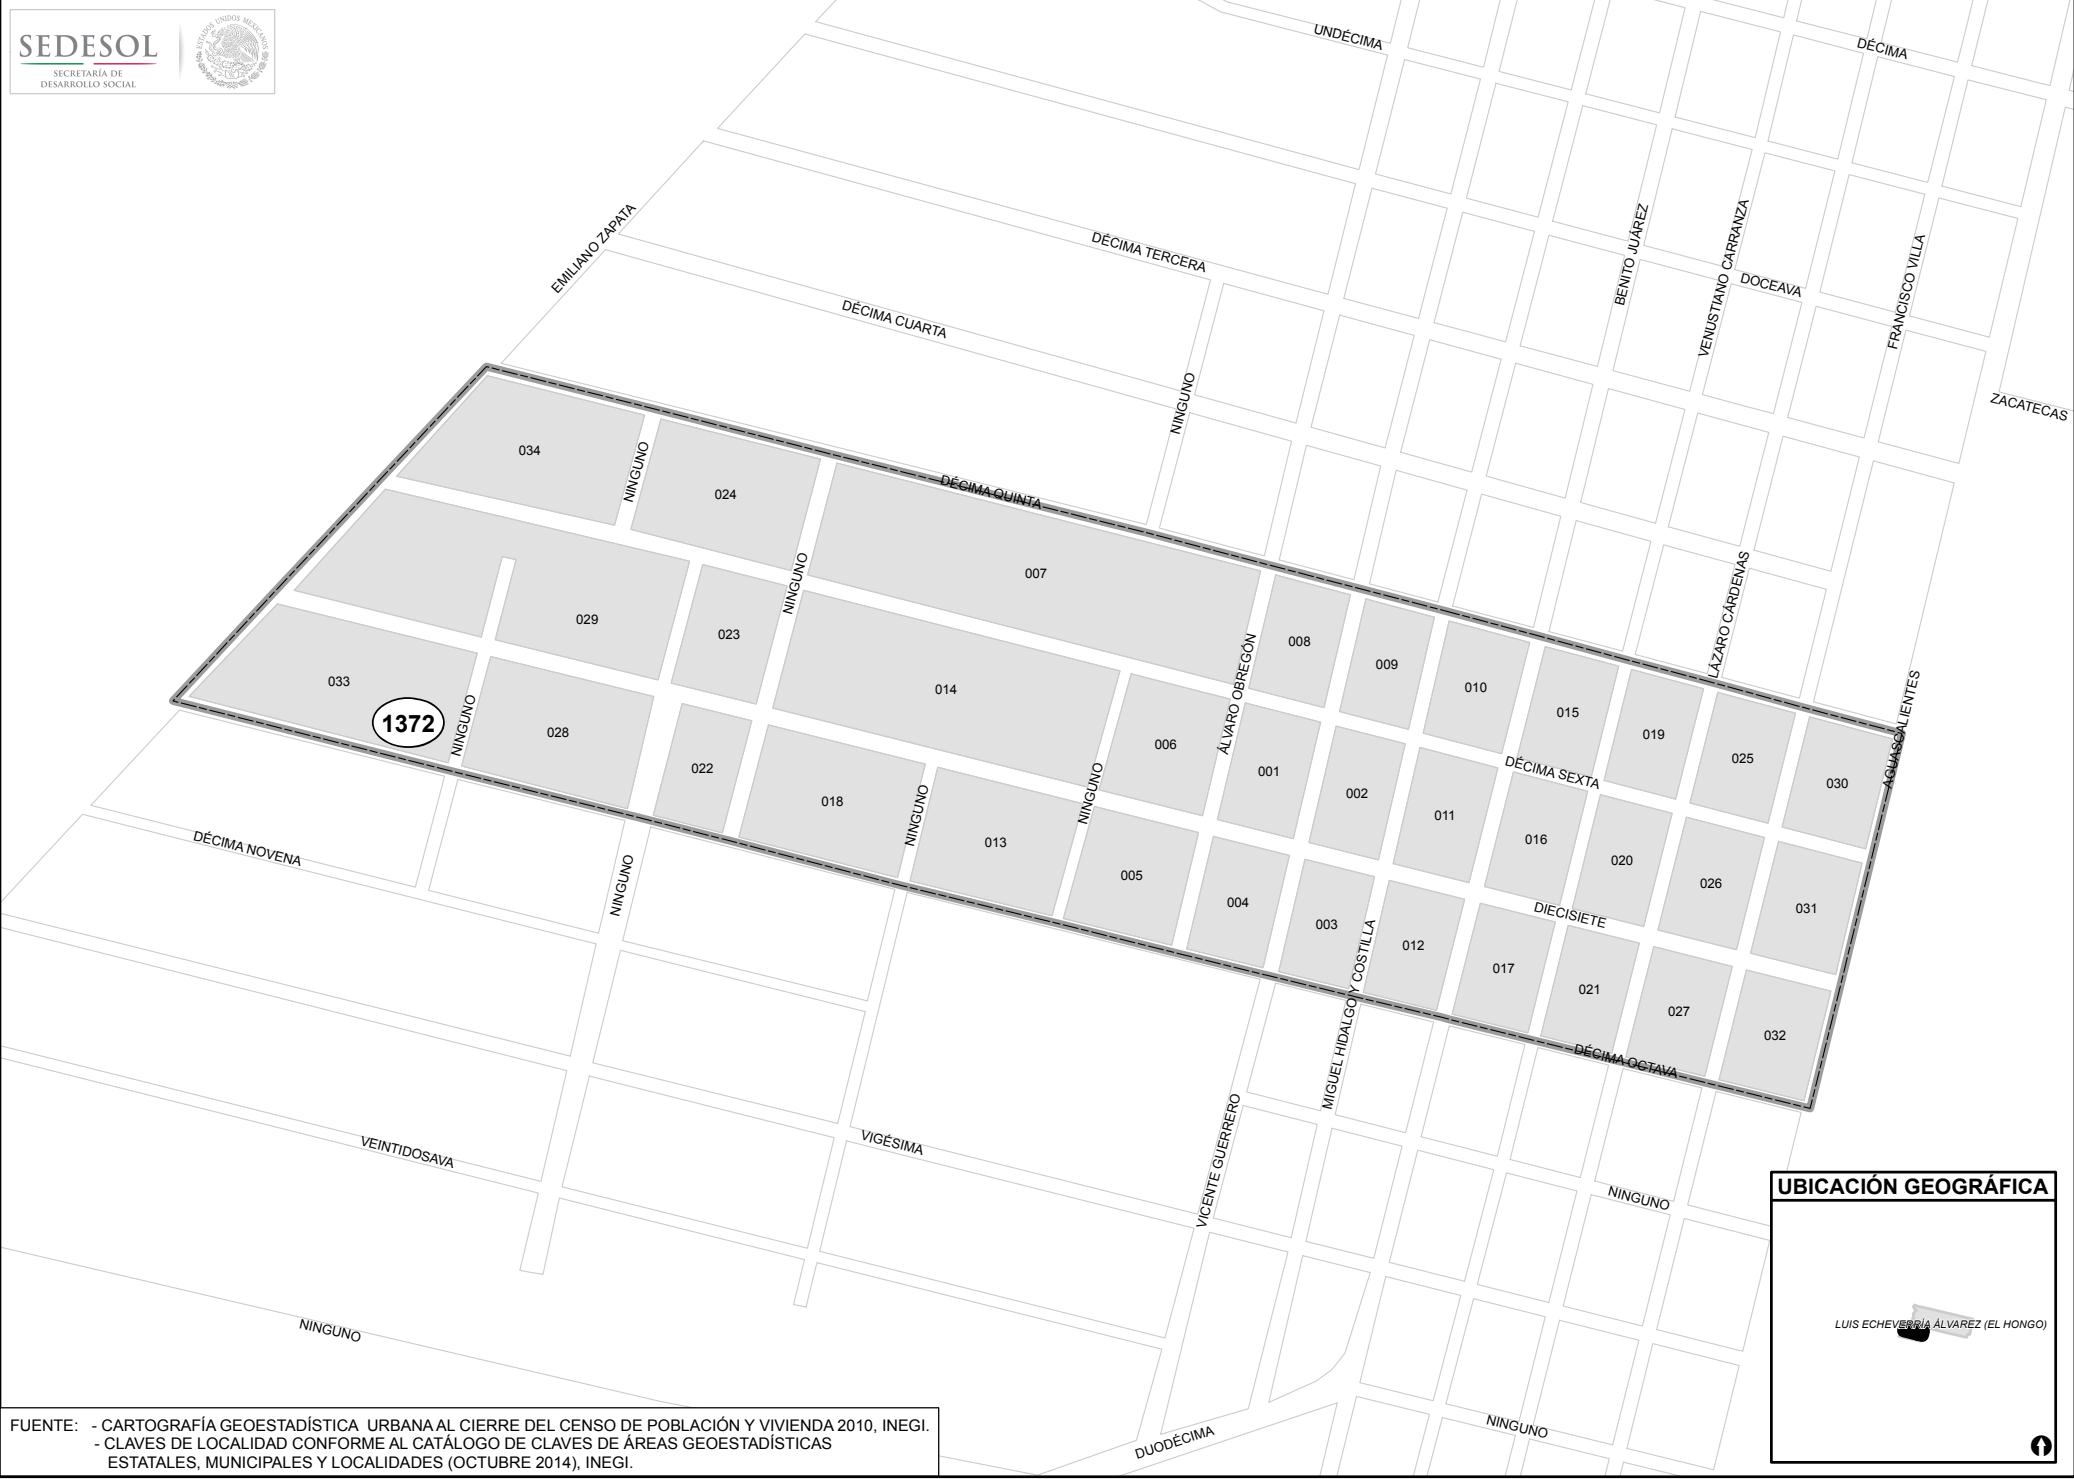 SEDESOL
SECRETARÍA DE
DESARROLLO SOCIAL
ESTADOS UNIDOS MEXICANOS
UNDÉCIMA
DÉCIMA
EMILIANO ZAPATA
DÉCIMA TERCERA
BENITO JUÁREZ
VENUSTIANO CARRANZA
DOCEAVA
FRANCISCO VILLA
DÉCIMA CUARTA
NINGUNO
ZACATECAS
034
NINGUNO
024
DÉCIMA QUINTA
007
NINGUNO
029
023
008
ÁLVARO OBREGÓN
009
LÁZARO CÁRDENAS
033
014
010
015
AGUASCALIENTES
1372
NINGUNO
028
006
019
025
022
001
DÉCIMA SEXTA
030
018
NINGUNO
NINGUNO
002
011
013
016
020
DÉCIMA NOVENA
NINGUNO
005
026
004
DIECISIETE
031
003
MIGUEL HIDALGO Y COSTILLA
012
017
021
027
032
DÉCIMA OCTAVA
VEINTIDOSAVA
VIGÉSIMA
VICENTE GUERRERO
NINGUNO
UBICACIÓN GEOGRÁFICA
LUIS ECHEVERRÍA ÁLVAREZ (EL HONGO)
NINGUNO
NINGUNO
DUODÉCIMA
FUENTE: - CARTOGRAFÍA GEOESTADÍSTICA URBANA AL CIERRE DEL CENSO DE POBLACIÓN Y VIVIENDA 2010, INEGI.
- CLAVES DE LOCALIDAD CONFORME AL CATÁLOGO DE CLAVES DE ÁREAS GEOESTADÍSTICAS
ESTATALES, MUNICIPALES Y LOCALIDADES (OCTUBRE 2014), INEGI.